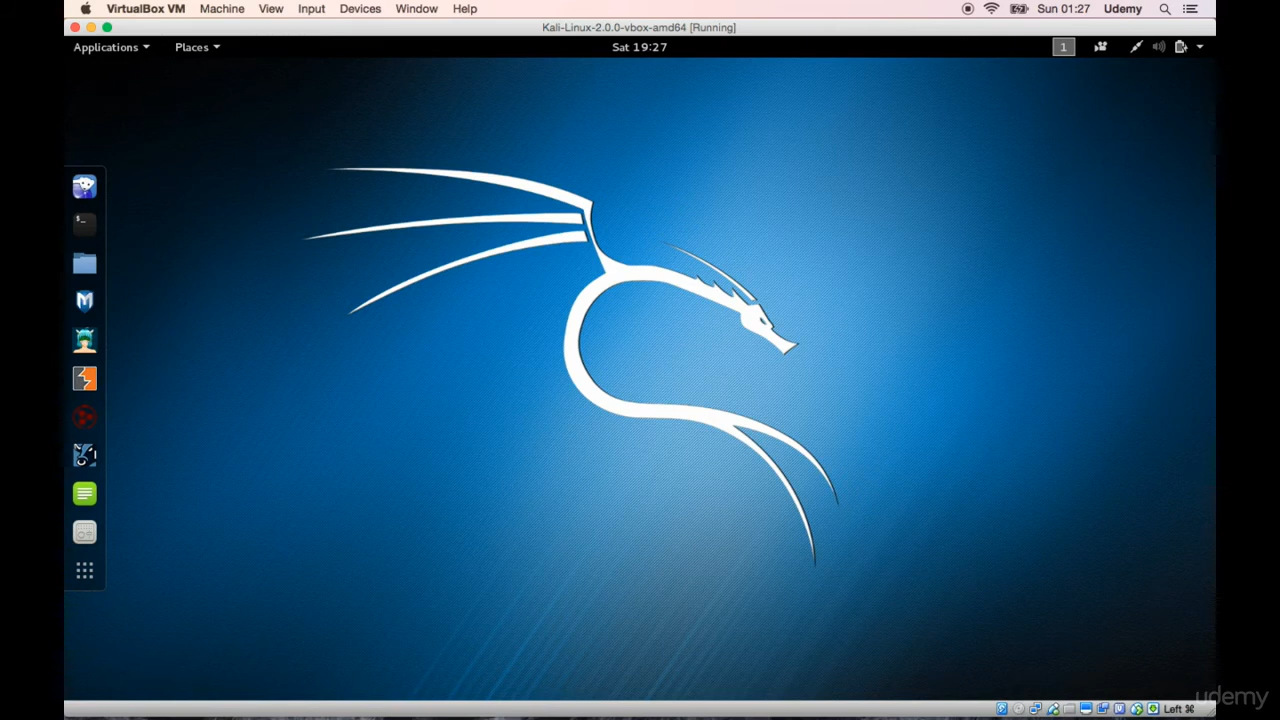 VirtualBox VM Machine View Input Devices Window Help Sun 01:27 Udemy
Kali-Linux-2.0.0-vbox-amd64 [Running]
Applications Places Sat 19:27 1
$_
M
Left ⌘
udemy